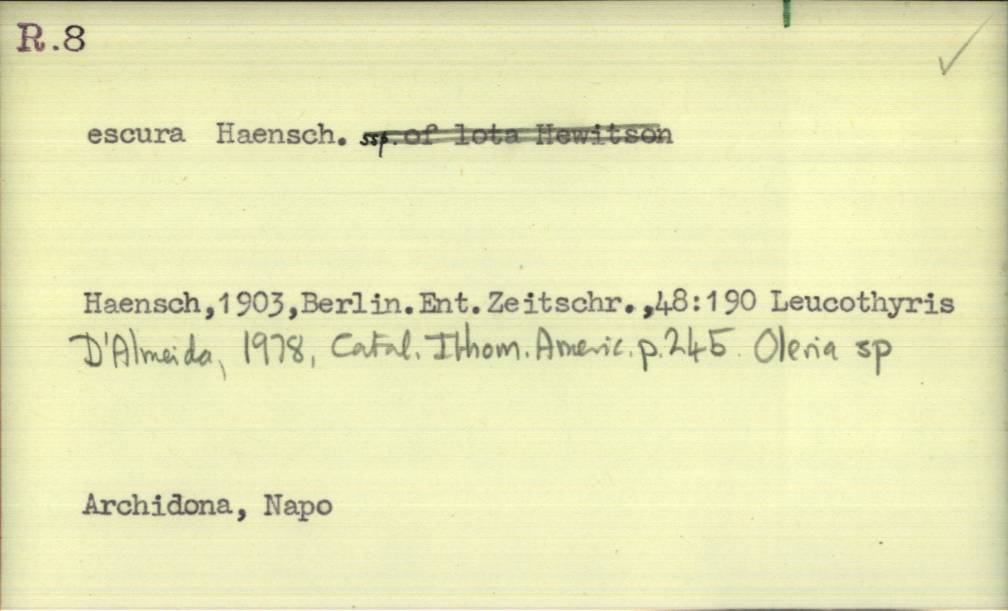 R.8
escura Haensch. ssp. of lota Hewitson
Haensch,1903,Berlin.Ent.Zeitschr.,48:190 Leucothyris
D'Almeida, 1978, Catal. Ithom. Americ. p.245. Oleria sp
Archidona, Napo